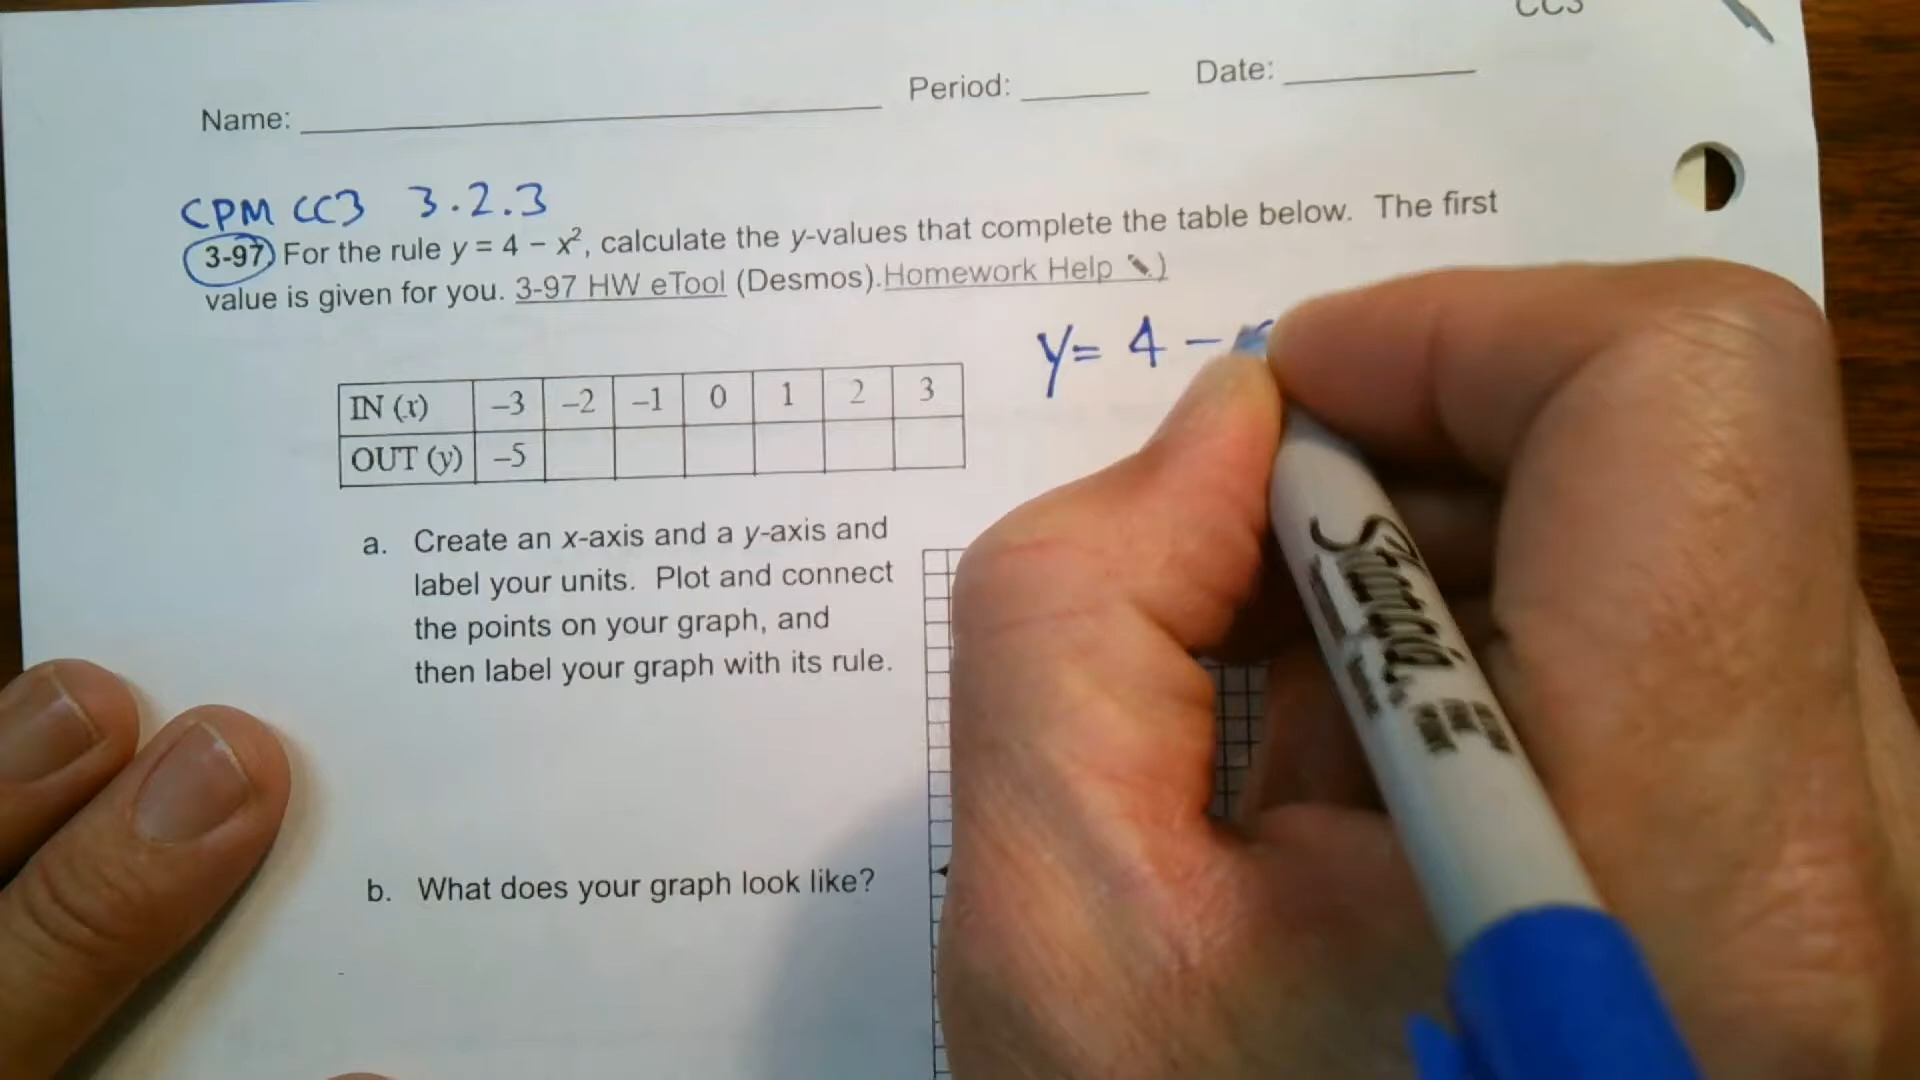 CC3
Name: Period: Date:
CPM CC3 3.2.3
3-97) For the rule y = 4 − x², calculate the y-values that complete the table below. The first
value is given for you. 3-97 HW eTool (Desmos).Homework Help ✎)
y = 4 −
IN (x) −3 −2 −1 0 1 2 3
OUT (y) −5
a. Create an x-axis and a y-axis and
label your units. Plot and connect
the points on your graph, and
then label your graph with its rule.
b. What does your graph look like?
Sharpie